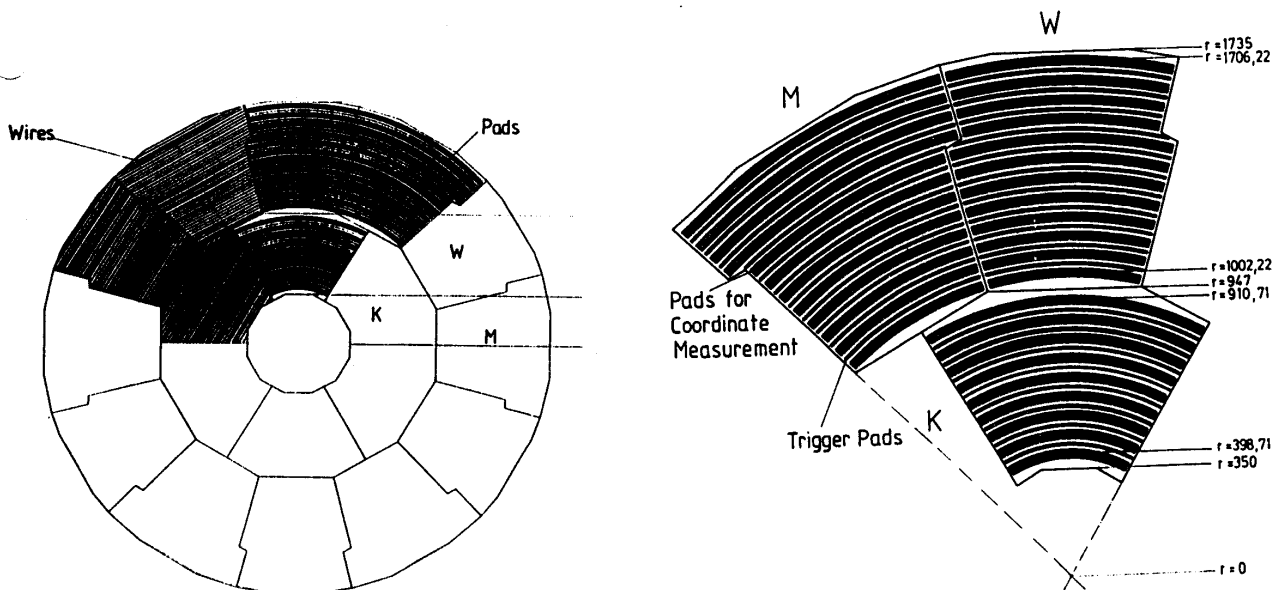 Wires
Pads
W
K
M
W
M
r=1735
r=1706,22
r=1002,22
r=947
r=910,71
Pads for
Coordinate
Measurement
Trigger Pads
K
r=398,71
r=350
r=0